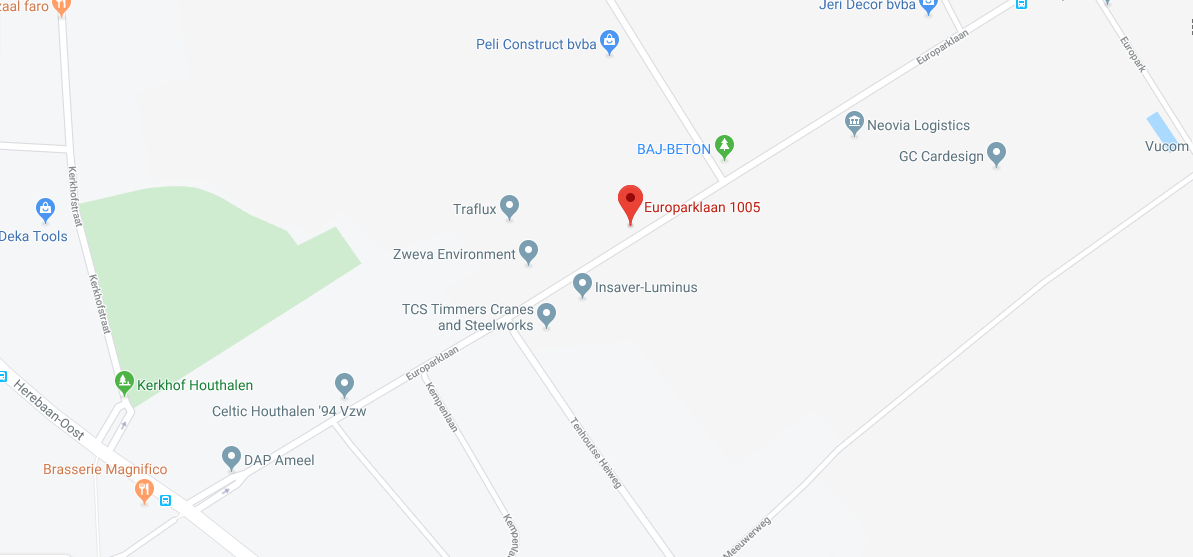 zaal faro
Jeri Decor bvba
Peli Construct bvba
Europarklaan
Europark
Neovia Logistics
BAJ-BETON
GC Cardesign
Vucom
Kerkhofstraat
Traflux
Europarklaan 1005
Deka Tools
Zweva Environment
Kerkhofstraat
Insaver-Luminus
TCS Timmers Cranes
and Steelworks
Europarklaan
Kerkhof Houthalen
Kempenlaan
Herebaan-Oost
Celtic Houthalen '94 Vzw
Tenhoutse Heiweg
DAP Ameel
Brasserie Magnifico
Kempenla
Meeuwerweg